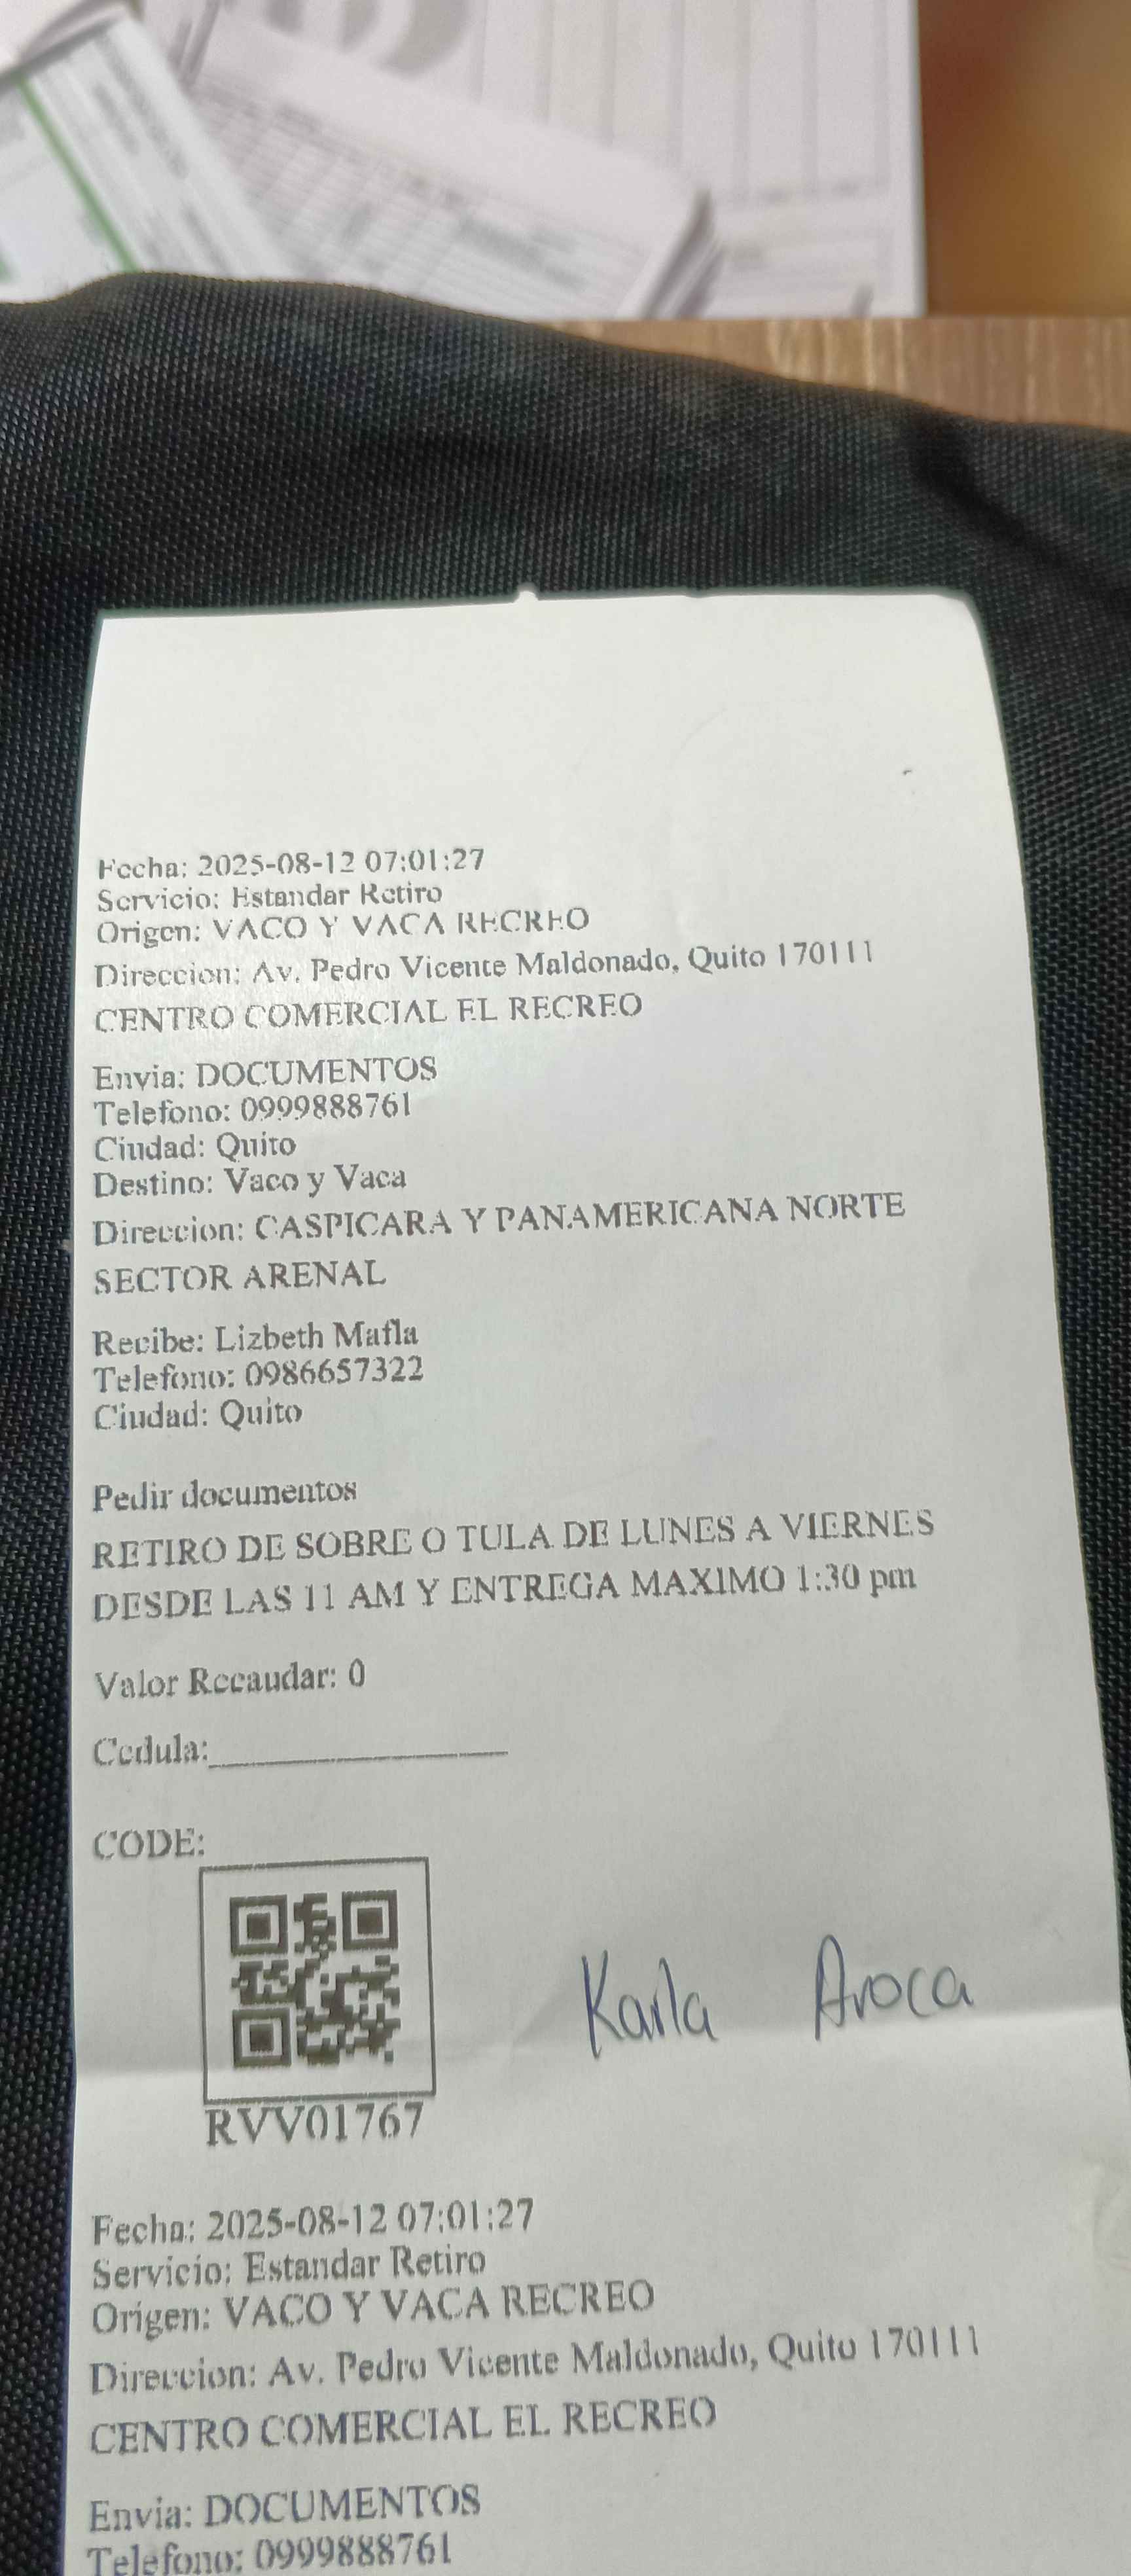 Fecha: 2025-08-12 07:01:27
Servicio: Estandar Retiro
Origen: VACO Y VACA RECREO
Direccion: Av. Pedro Vicente Maldonado, Quito 170111
CENTRO COMERCIAL EL RECREO
Envia: DOCUMENTOS
Telefono: 0999888761
Ciudad: Quito
Destino: Vaco y Vaca
Direccion: CASPICARA Y PANAMERICANA NORTE
SECTOR ARENAL
Recibe: Lizbeth Mafla
Telefono: 0986657322
Ciudad: Quito
Pedir documentos
RETIRO DE SOBRE O TULA DE LUNES A VIERNES
DESDE LAS 11 AM Y ENTREGA MAXIMO 1:30 pm
Valor Recaudar: 0
Cedula:
CODE:
Karla Aroca
RVV01767
Fecha: 2025-08-12 07:01:27
Servicio: Estandar Retiro
Origen: VACO Y VACA RECREO
Direccion: Av. Pedro Vicente Maldonado, Quito 170111
CENTRO COMERCIAL EL RECREO
Envia: DOCUMENTOS
Telefono: 0999888761